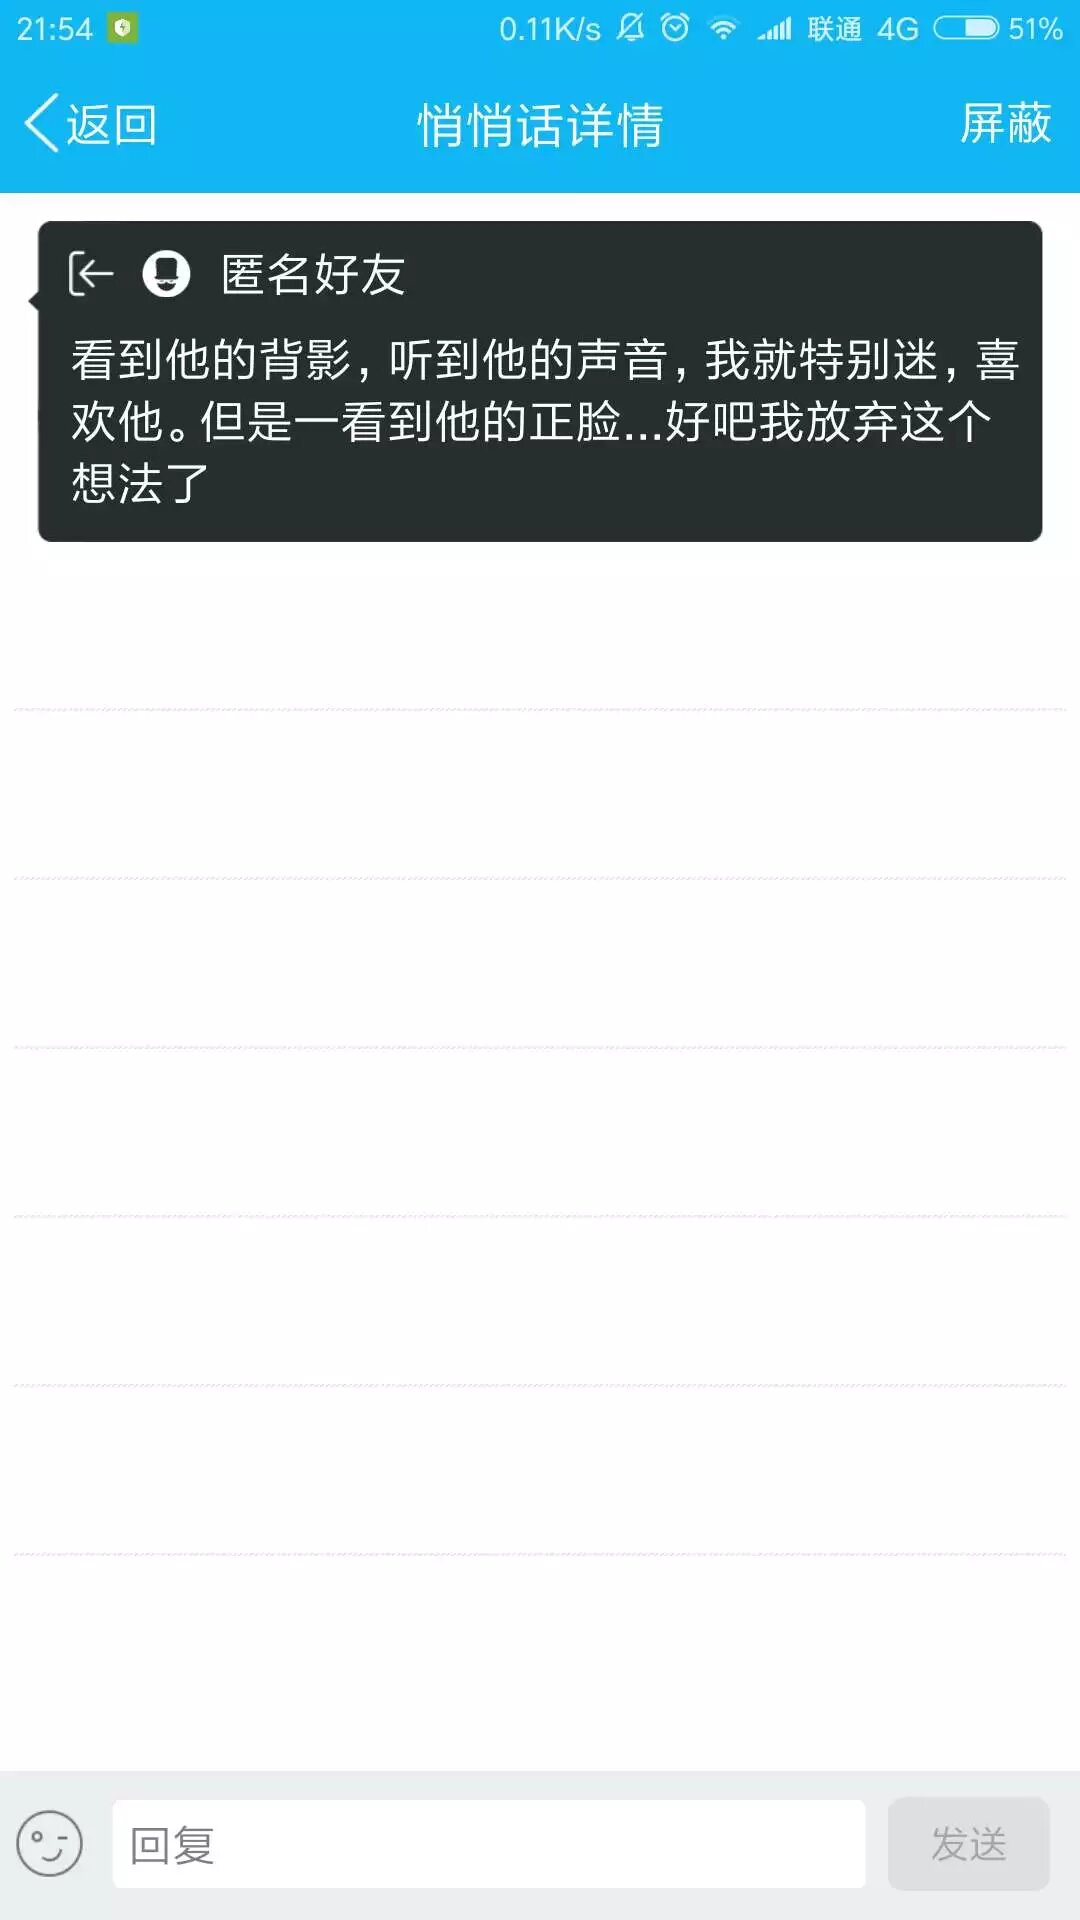 21:54 0.11K/s 联通 4G 51%
返回 悄悄话详情 屏蔽
匿名好友
看到他的背影，听到他的声音，我就特别迷，喜
欢他。但是一看到他的正脸...好吧我放弃这个
想法了
回复 发送